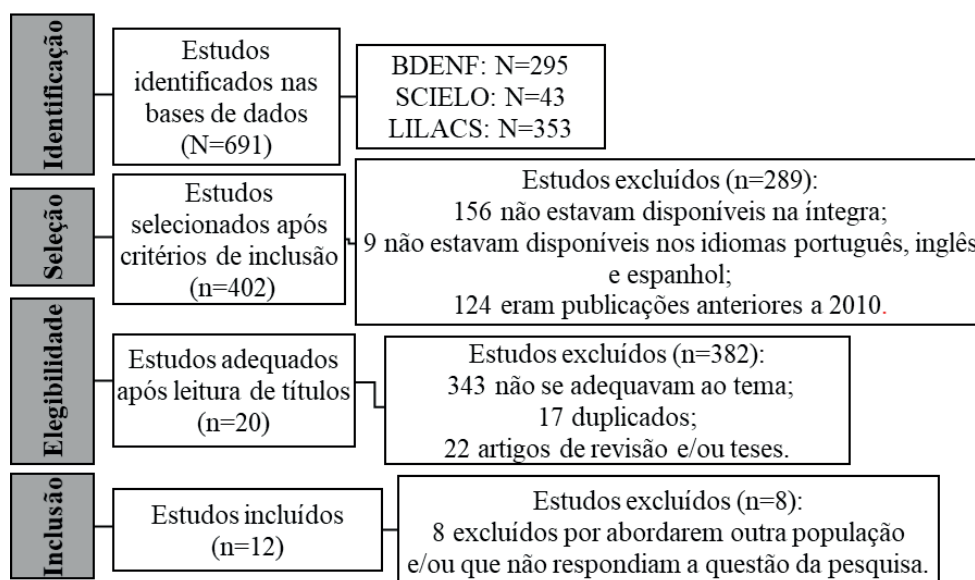 Identificação
Estudos
identificados nas
bases de dados
(N=691)
BDENF: N=295
SCIELO: N=43
LILACS: N=353
Seleção
Estudos
selecionados após
critérios de inclusão
(n=402)
Estudos excluídos (n=289):
156 não estavam disponíveis na íntegra;
9 não estavam disponíveis nos idiomas português, inglês
e espanhol;
124 eram publicações anteriores a 2010.
Elegibilidade
Estudos adequados
após leitura de títulos
(n=20)
Estudos excluídos (n=382):
343 não se adequavam ao tema;
17 duplicados;
22 artigos de revisão e/ou teses.
Inclusão
Estudos incluídos
(n=12)
Estudos excluídos (n=8):
8 excluídos por abordarem outra população
e/ou que não respondiam a questão da pesquisa.